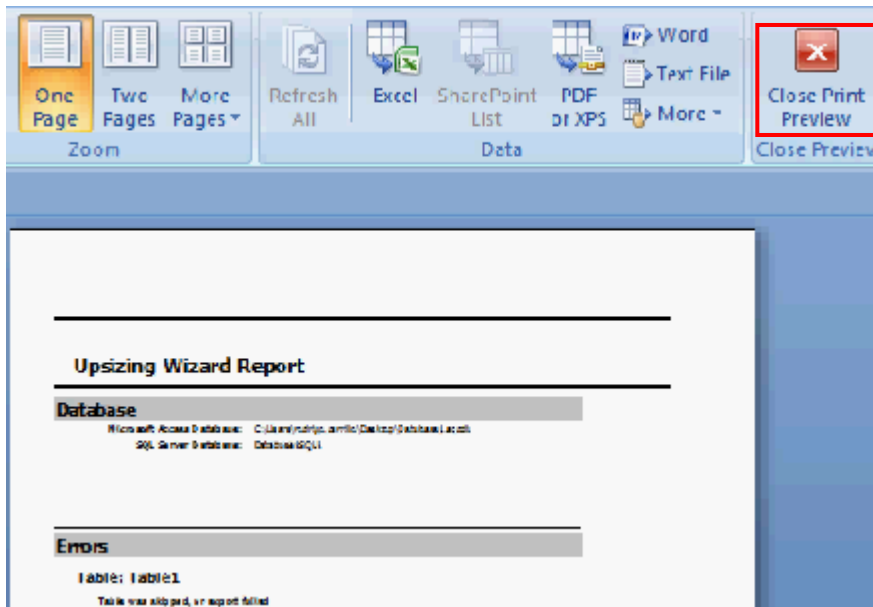 One Page
Two Pages
More Pages
Refresh All
Excel
SharePoint List
PDF or XPS
Word
Text File
More
Close Print Preview
Zoom
Data
Close Preview
Upsizing Wizard Report
Database
Microsoft Access Database:
SQL Server Database:
Errors
Table: Table1
Table was skipped, or export failed